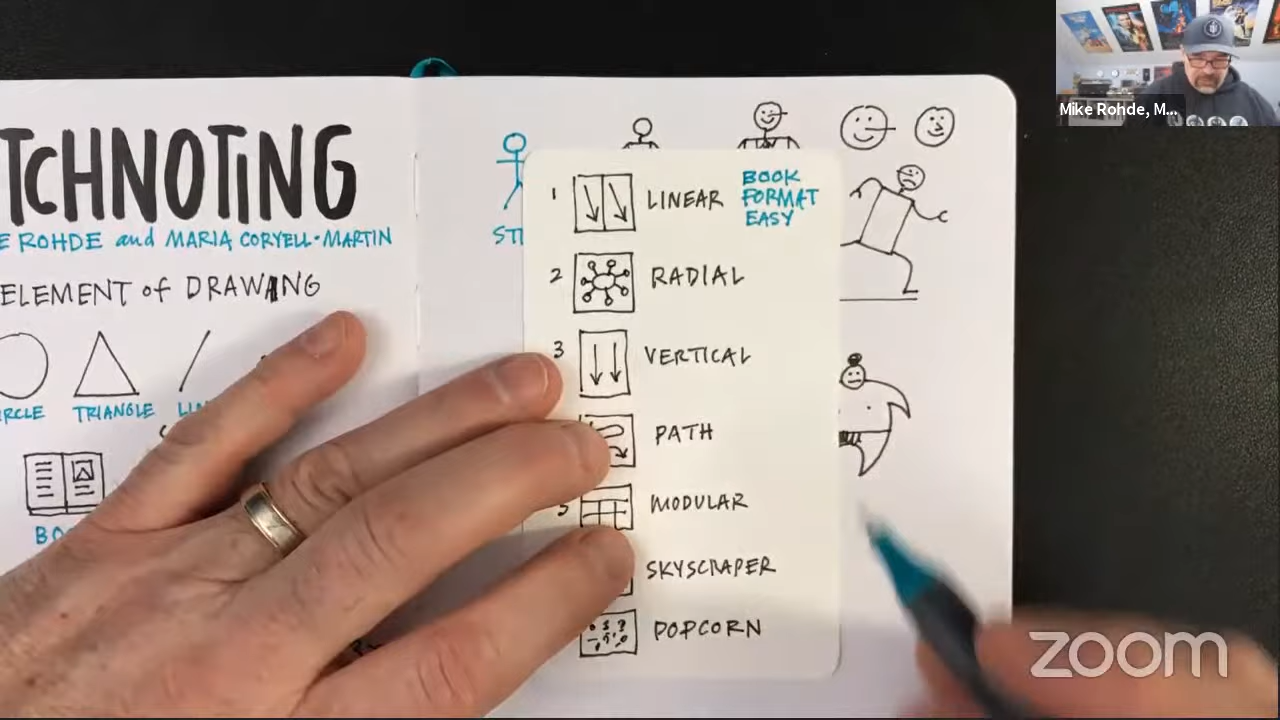 TCHNOTING
E ROHDE and MARIA CORYELL-MARTIN
ELEMENT of DRAWING
RCLE TRIANGLE
1 LINEAR
BOOK
FORMAT
EASY
2 RADIAL
3 VERTICAL
PATH
MODULAR
SKYSCRAPER
POPCORN
Mike Rohde, M...
zoom